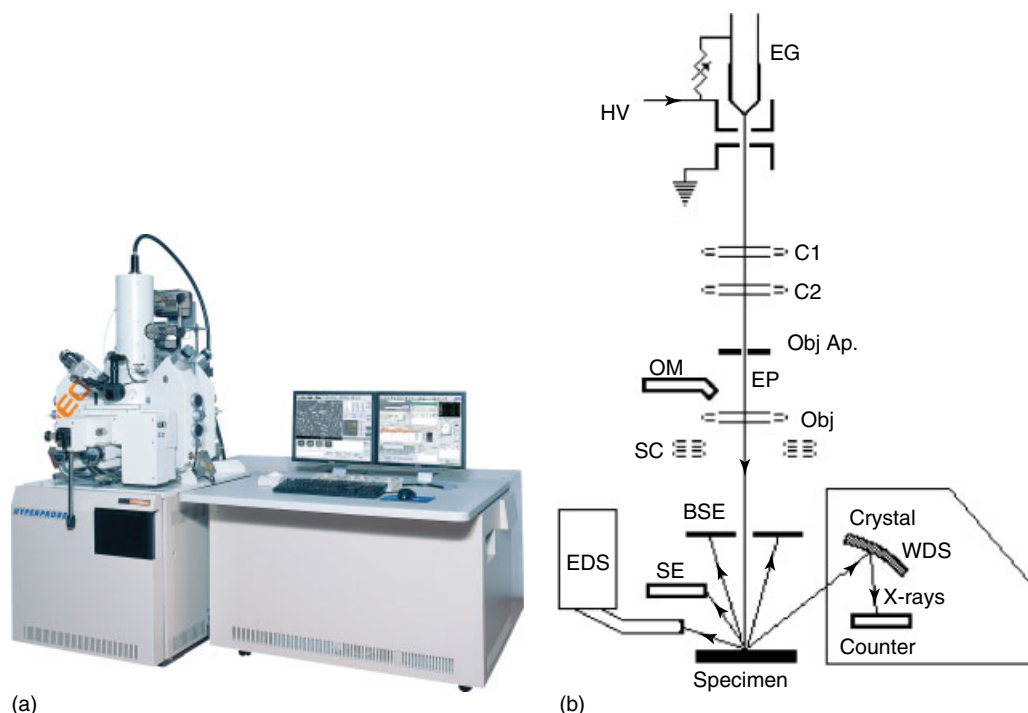 EG
HV
C1
C2
Obj Ap.
OM
EP
Obj
SC
BSE
Crystal
WDS
EDS
SE
X-rays
Counter
Specimen
HYPERPROBE
(a)
(b)